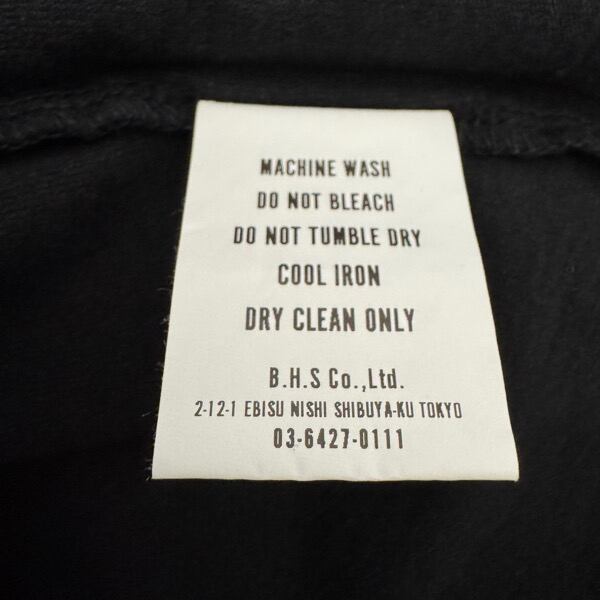 MACHINE WASH
DO NOT BLEACH
DO NOT TUMBLE DRY
COOL IRON
DRY CLEAN ONLY
B.H.S Co.,Ltd.
2-12-1 EBISU NISHI SHIBUYA-KU TOKYO
03-6427-0111